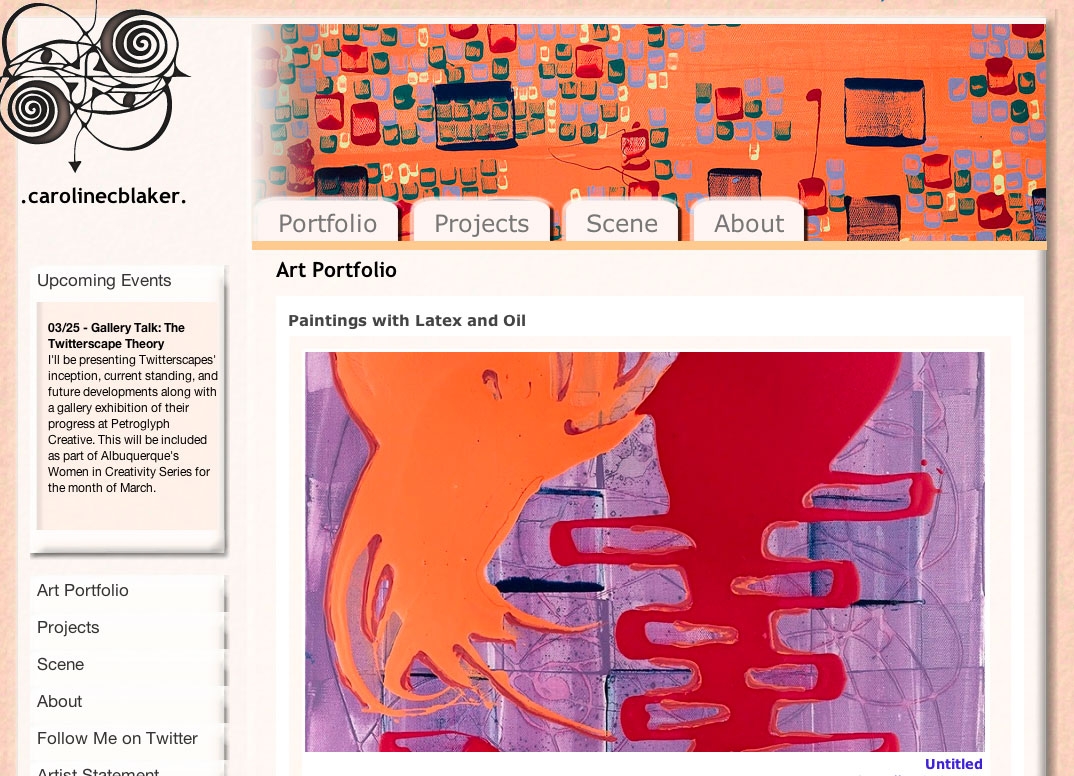 .carolinecblaker.
Portfolio
Projects
Scene
About
Upcoming Events
03/25 - Gallery Talk: The
Twitterscape Theory
I'll be presenting Twitterscapes'
inception, current standing, and
future developments along with
a gallery exhibition of their
progress at Petroglyph
Creative. This will be included
as part of Albuquerque's
Women in Creativity Series for
the month of March.
Art Portfolio
Projects
Scene
About
Follow Me on Twitter
Artist Statement
Art Portfolio
Paintings with Latex and Oil
Untitled